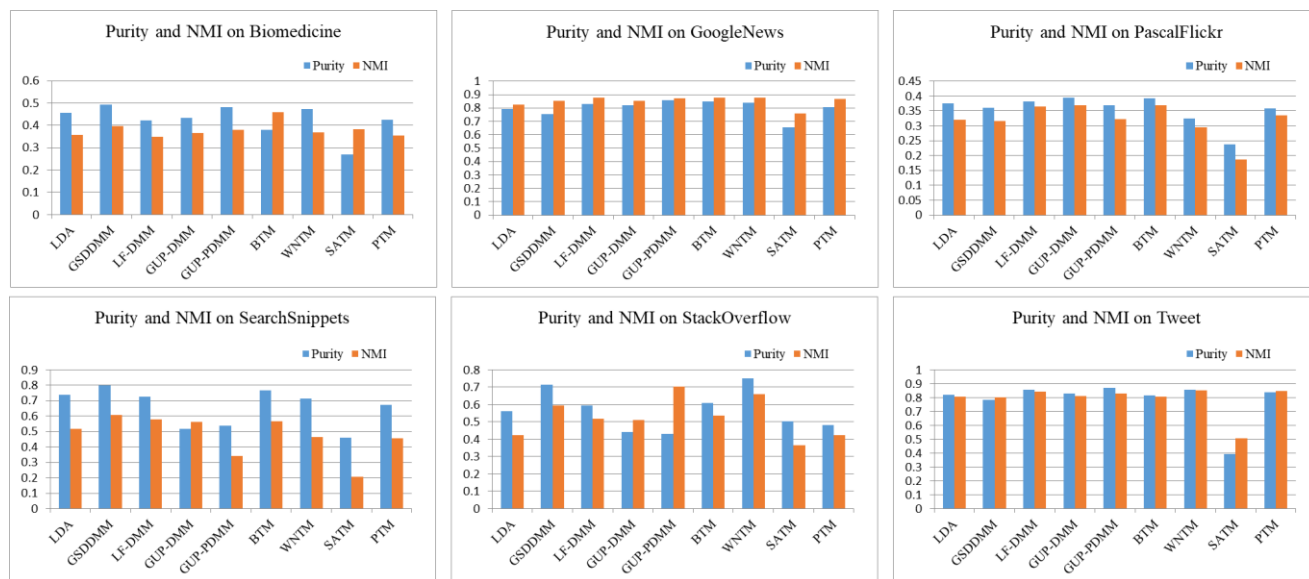 Purity and NMI on Biomedicine
Purity NMI
0.6
0.5
0.4
0.3
0.2
0.1
0
LDA
GSDDMM
LF-DMM
GUP-DMM
GUP-PDMM
BTM
WNTM
SATM
PTM
Purity and NMI on GoogleNews
Purity NMI
1
0.9
0.8
0.7
0.6
0.5
0.4
0.3
0.2
0.1
0
LDA
GSDDMM
LF-DMM
GUP-DMM
GUP-PDMM
BTM
WNTM
SATM
PTM
Purity and NMI on PascalFlickr
Purity NMI
0.45
0.4
0.35
0.3
0.25
0.2
0.15
0.1
0.05
0
LDA
GSDDMM
LF-DMM
GUP-DMM
GUP-PDMM
BTM
WNTM
SATM
PTM
Purity and NMI on SearchSnippets
Purity NMI
0.9
0.8
0.7
0.6
0.5
0.4
0.3
0.2
0.1
0
LDA
GSDDMM
LF-DMM
GUP-DMM
GUP-PDMM
BTM
WNTM
SATM
PTM
Purity and NMI on StackOverflow
Purity NMI
0.8
0.7
0.6
0.5
0.4
0.3
0.2
0.1
0
LDA
GSDDMM
LF-DMM
GUP-DMM
GUP-PDMM
BTM
WNTM
SATM
PTM
Purity and NMI on Tweet
Purity NMI
1
0.9
0.8
0.7
0.6
0.5
0.4
0.3
0.2
0.1
0
LDA
GSDDMM
LF-DMM
GUP-DMM
GUP-PDMM
BTM
WNTM
SATM
PTM